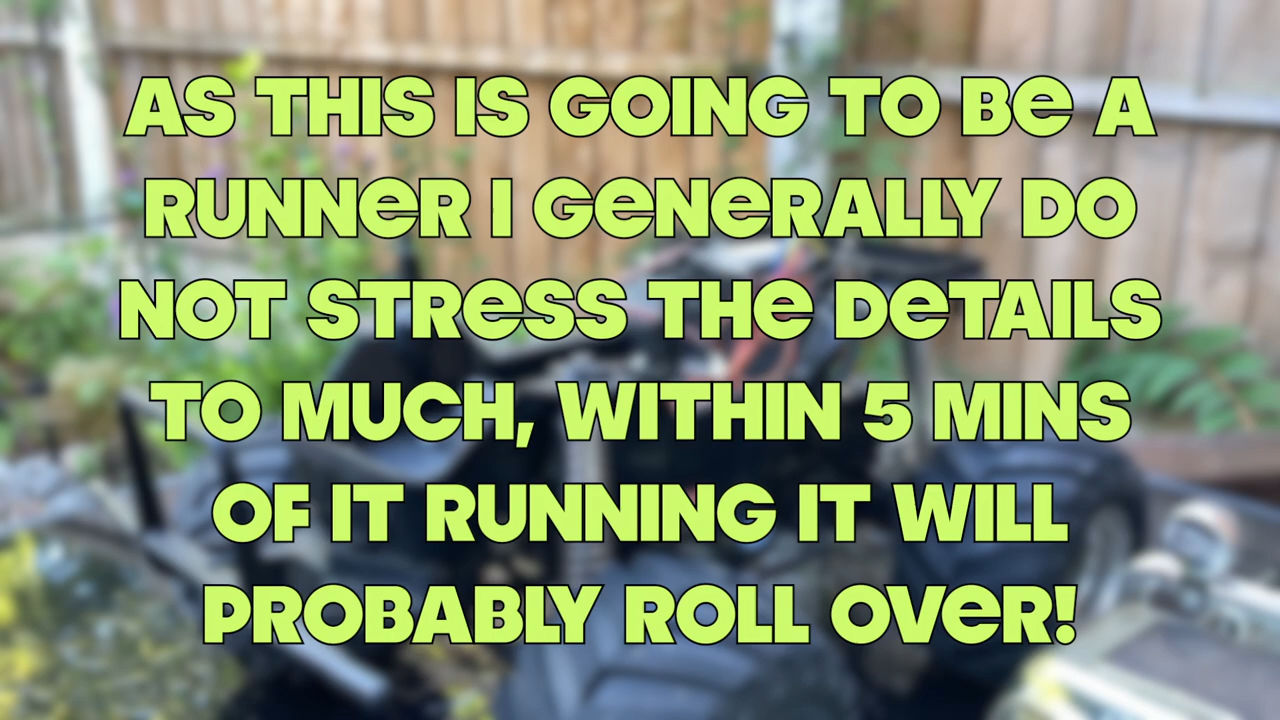 AS THIS IS GOING TO Be A
RUNNeR I GeNeRALLY DO
NOT STReSS THe DeTAILS
TO MUCH, WITHIN 5 MINS
OF IT RUNNING IT WILL
PROBABLY ROLL OVeR!